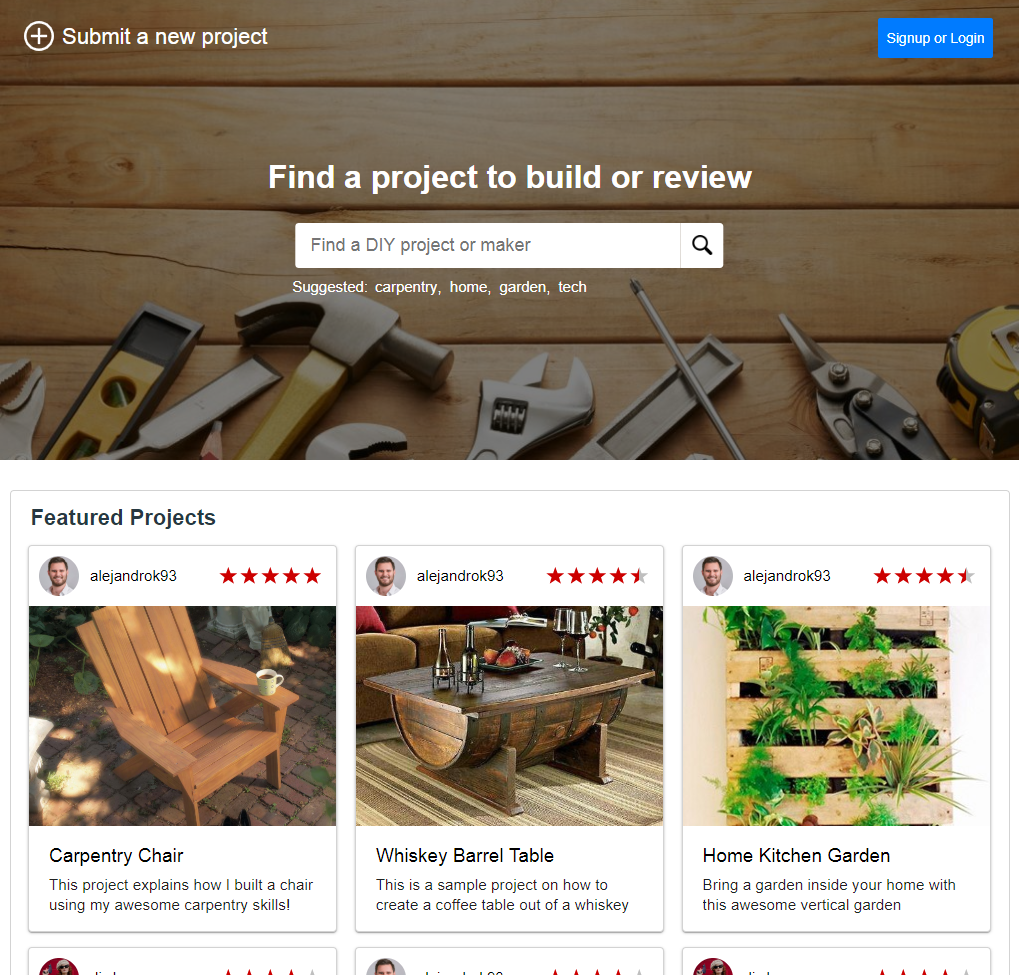 Submit a new project
Signup or Login
Find a project to build or review
Find a DIY project or maker
Suggested: carpentry, home, garden, tech
Featured Projects
alejandrok93
alejandrok93
alejandrok93
Carpentry Chair
This project explains how I built a chair
using my awesome carpentry skills!
Whiskey Barrel Table
This is a sample project on how to
create a coffee table out of a whiskey
Home Kitchen Garden
Bring a garden inside your home with
this awesome vertical garden